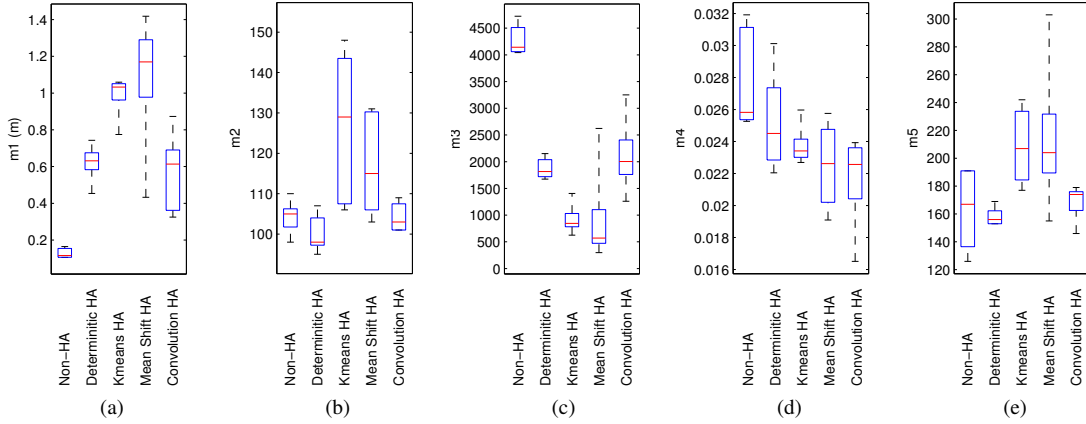 m1 (m)
1.4
1.2
1
0.8
0.6
0.4
0.2
Non-HA
Determinitic HA
Kmeans HA
Mean Shift HA
Convolution HA
(a)
m2
150
140
130
120
110
100
Non-HA
Determinitic HA
Kmeans HA
Mean Shift HA
Convolution HA
(b)
m3
4500
4000
3500
3000
2500
2000
1500
1000
500
0
Non-HA
Determinitic HA
Kmeans HA
Mean Shift HA
Convolution HA
(c)
m4
0.032
0.03
0.028
0.026
0.024
0.022
0.02
0.018
0.016
Non-HA
Determinitic HA
Kmeans HA
Mean Shift HA
Convolution HA
(d)
m5
300
280
260
240
220
200
180
160
140
120
Non-HA
Determinitic HA
Kmeans HA
Mean Shift HA
Convolution HA
(e)